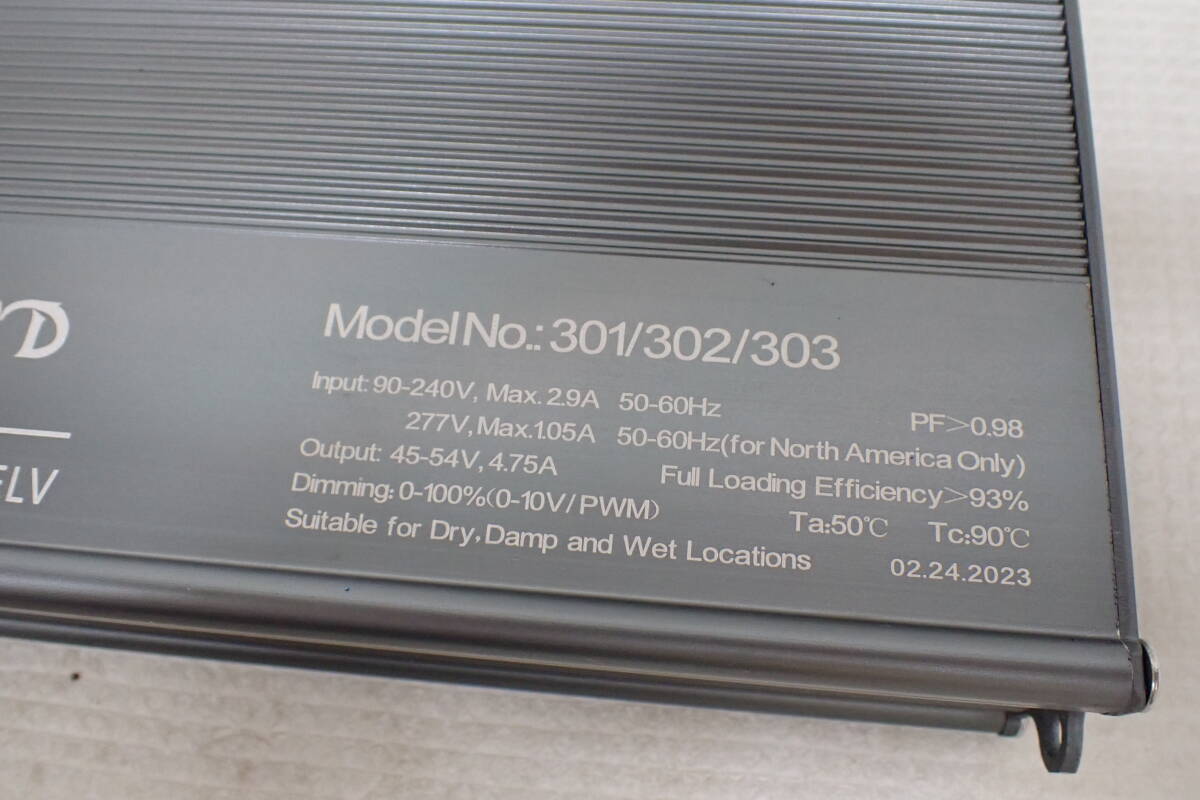 Model No.: 301/302/303
Input: 90-240V, Max. 2.9A 50-60Hz
PF>0.98
277V, Max.1.05A 50-60Hz(for North America Only)
Output: 45-54V, 4.75A
Full Loading Efficiency>93%
Dimming: 0-100%(0-10V/PWM)
Ta:50℃ Tc:90℃
Suitable for Dry, Damp and Wet Locations
02.24.2023
ELV